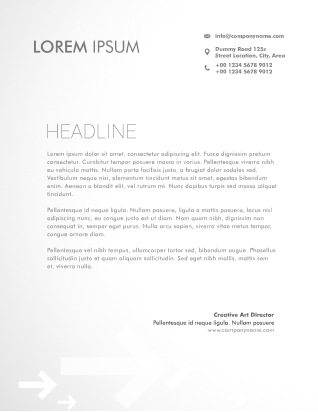 LOREM IPSUM
info@companyname.com
Dummy Road 125c
Street Location, City, Area
+00 1234 5678 9012
+00 1234 5678 9012
HEADLINE
Lorem ipsum dolor sit amet, consectetur adipiscing elit. Fusce dignissim pretium
consectetur. Curabitur tempor posuere massa in varius. Pellentesque viverra nibh
eu vehicula mattis. Nullam porta facilisis justo, a feugiat dolor sodales sed.
Vestibulum neque nisi, elementum tincidunt metus sit amet, egestas bibendum
enim. Aenean a blandit elit, vel rutrum mi. Nunc dapibus turpis sed massa aliquet
tincidunt.
Pellentesque id neque ligula. Nullam posuere, ligula a mattis tincidunt, quam
mauris adipiscing nunc, eu congue justo est ut diam. Nam quam nibh, dignissim non
consequat in, semper eget purus. Nulla arcu sapien, viverra vitae metus tempor,
congue ornare diam.
Pellentesque vel nibh tempus, ullamcorper tortor sed, bibendum augue. Phasellus
sollicitudin justo et quam aliquam sollicitudin. Sed eget nibh mollis, mattis sem
et, viverra nulla.
Creative Art Director
Pellentesque id neque ligula. Nullam posuere
www.companyname.com